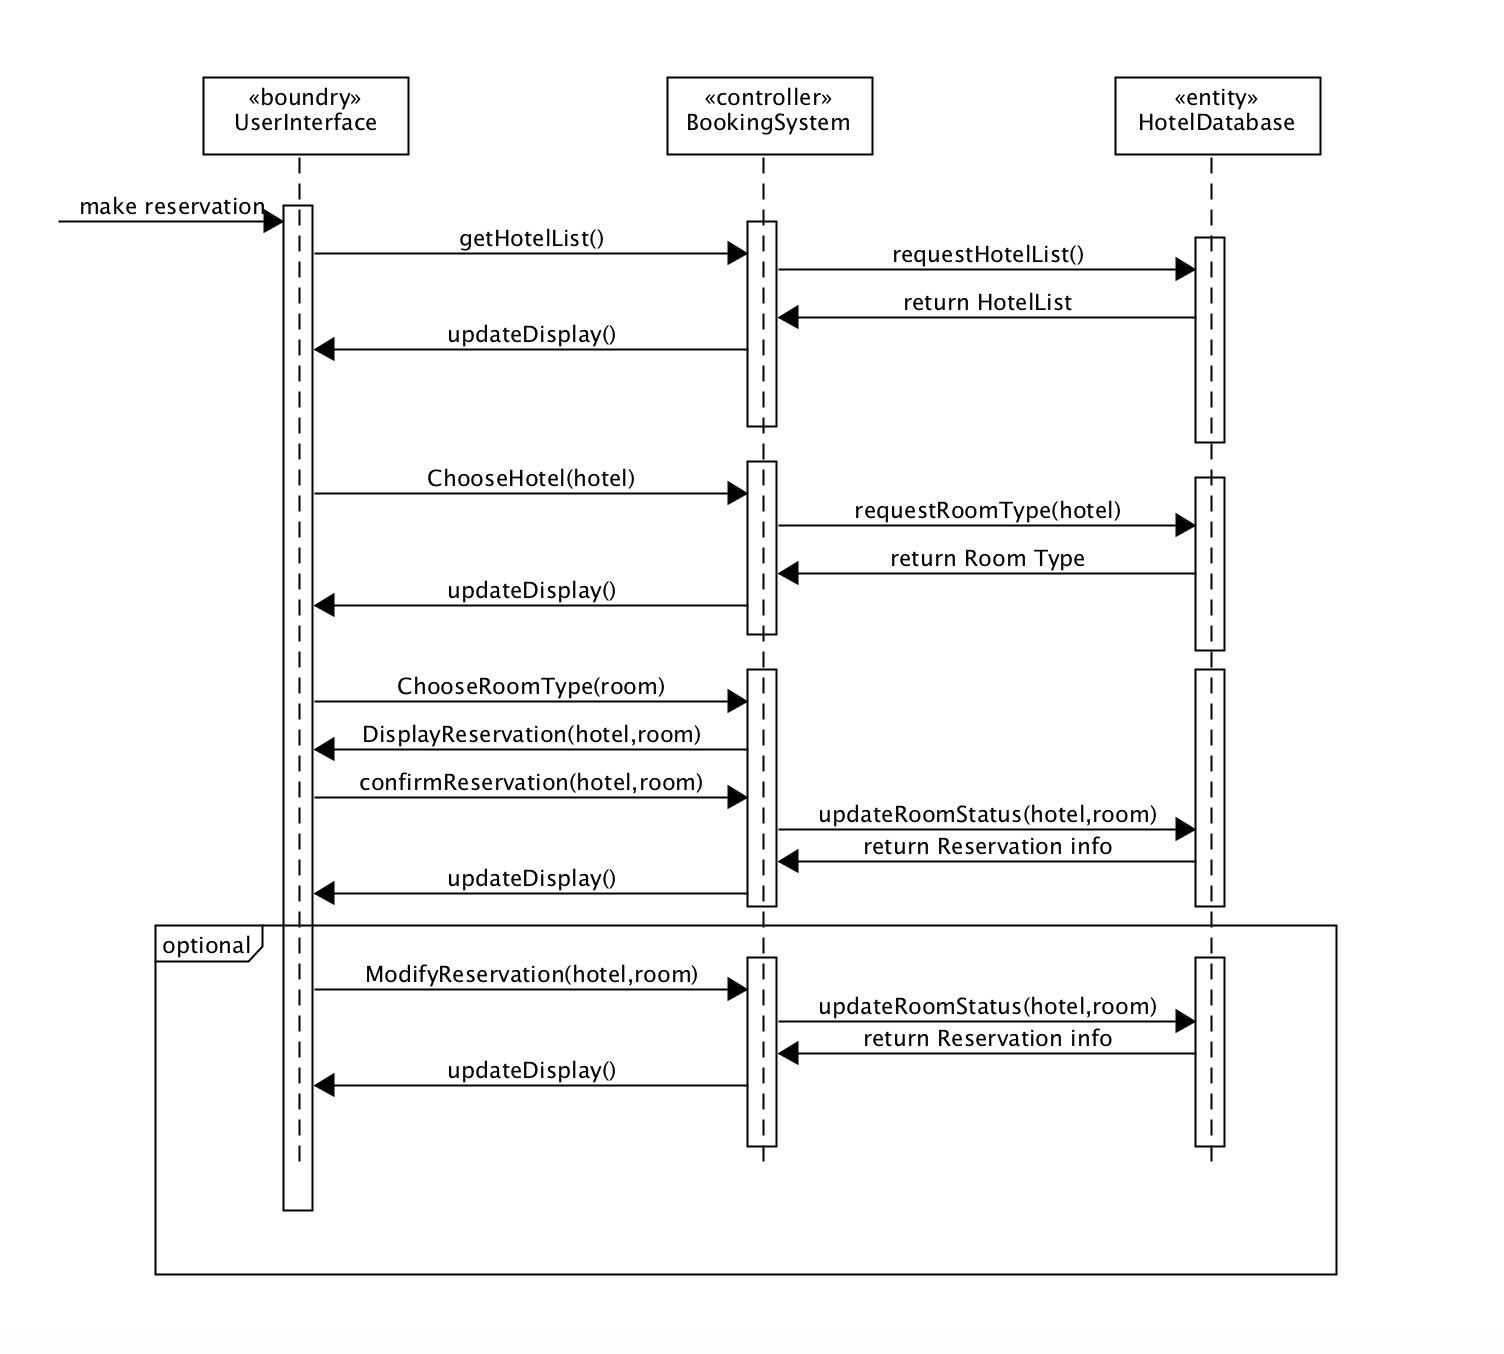 «boundry»
UserInterface
«controller»
BookingSystem
«entity»
HotelDatabase
make reservation
getHotelList()
requestHotelList()
return HotelList
updateDisplay()
ChooseHotel(hotel)
requestRoomType(hotel)
return Room Type
updateDisplay()
ChooseRoomType(room)
DisplayReservation(hotel,room)
confirmReservation(hotel,room)
updateRoomStatus(hotel,room)
return Reservation info
updateDisplay()
optional
ModifyReservation(hotel,room)
updateRoomStatus(hotel,room)
return Reservation info
updateDisplay()